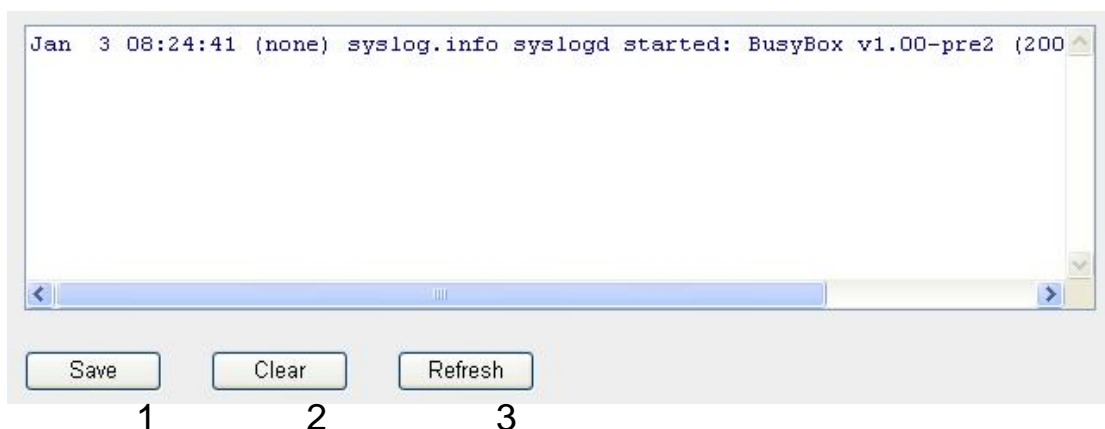 Jan  3 08:24:41 (none) syslog.info syslogd started: BusyBox v1.00-pre2 (200
Save Clear Refresh
1 2 3